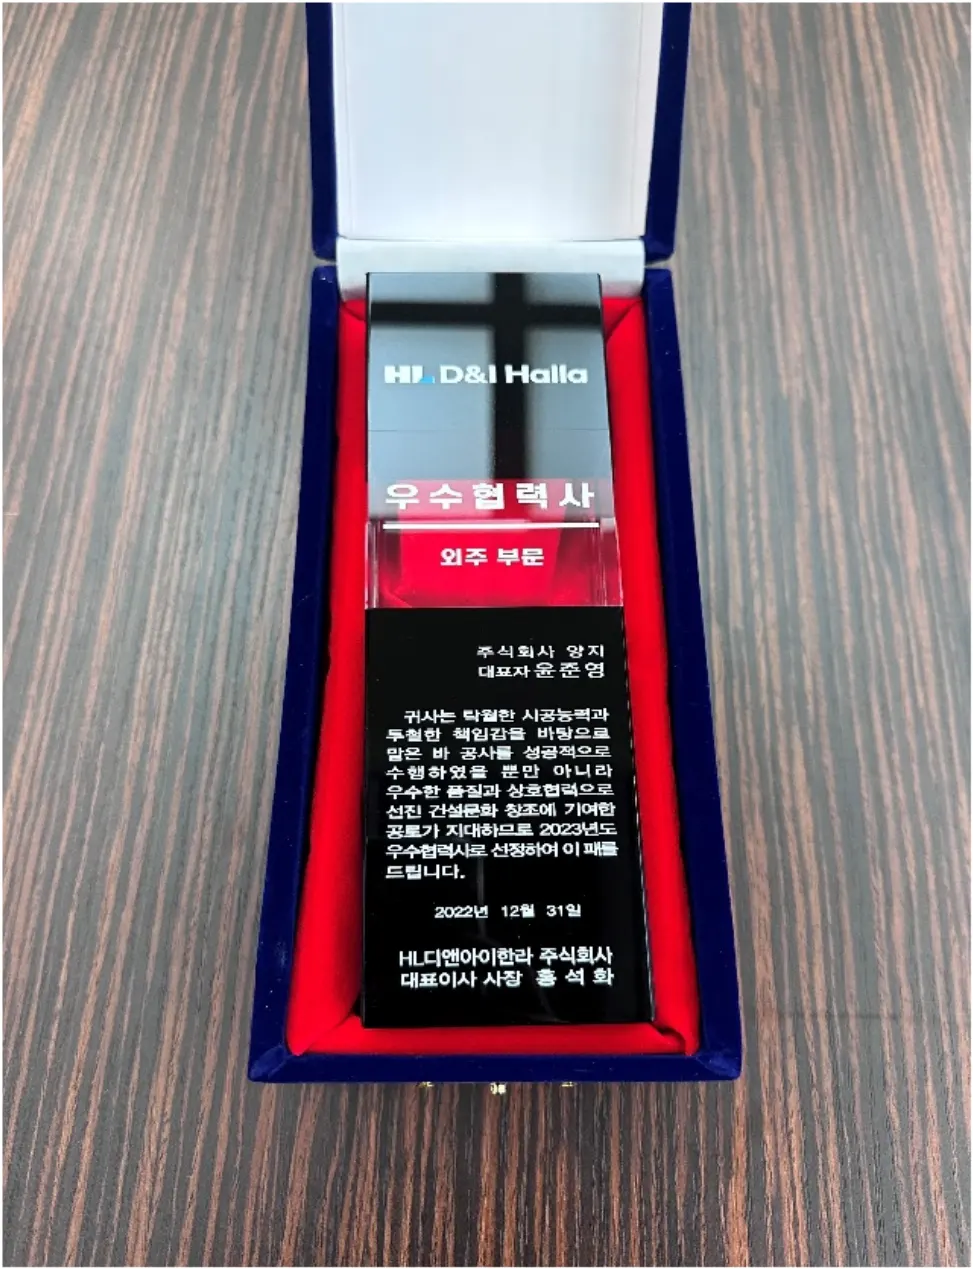 HL D&I Halla
우수협력사
외주 부문
주식회사 양지
대표자 윤준영
귀사는 탁월한 시공능력과
투철한 책임감을 바탕으로
맡은 바 공사를 성공적으로
수행하였을 뿐만 아니라
우수한 품질과 상호협력으로
선진 건설문화 창조에 기여한
공로가 지대하므로 2023년도
우수협력사로 선정하여 이 패를
드립니다.
2022년 12월 31일
HL디앤아이한라 주식회사
대표이사 사장 홍석화